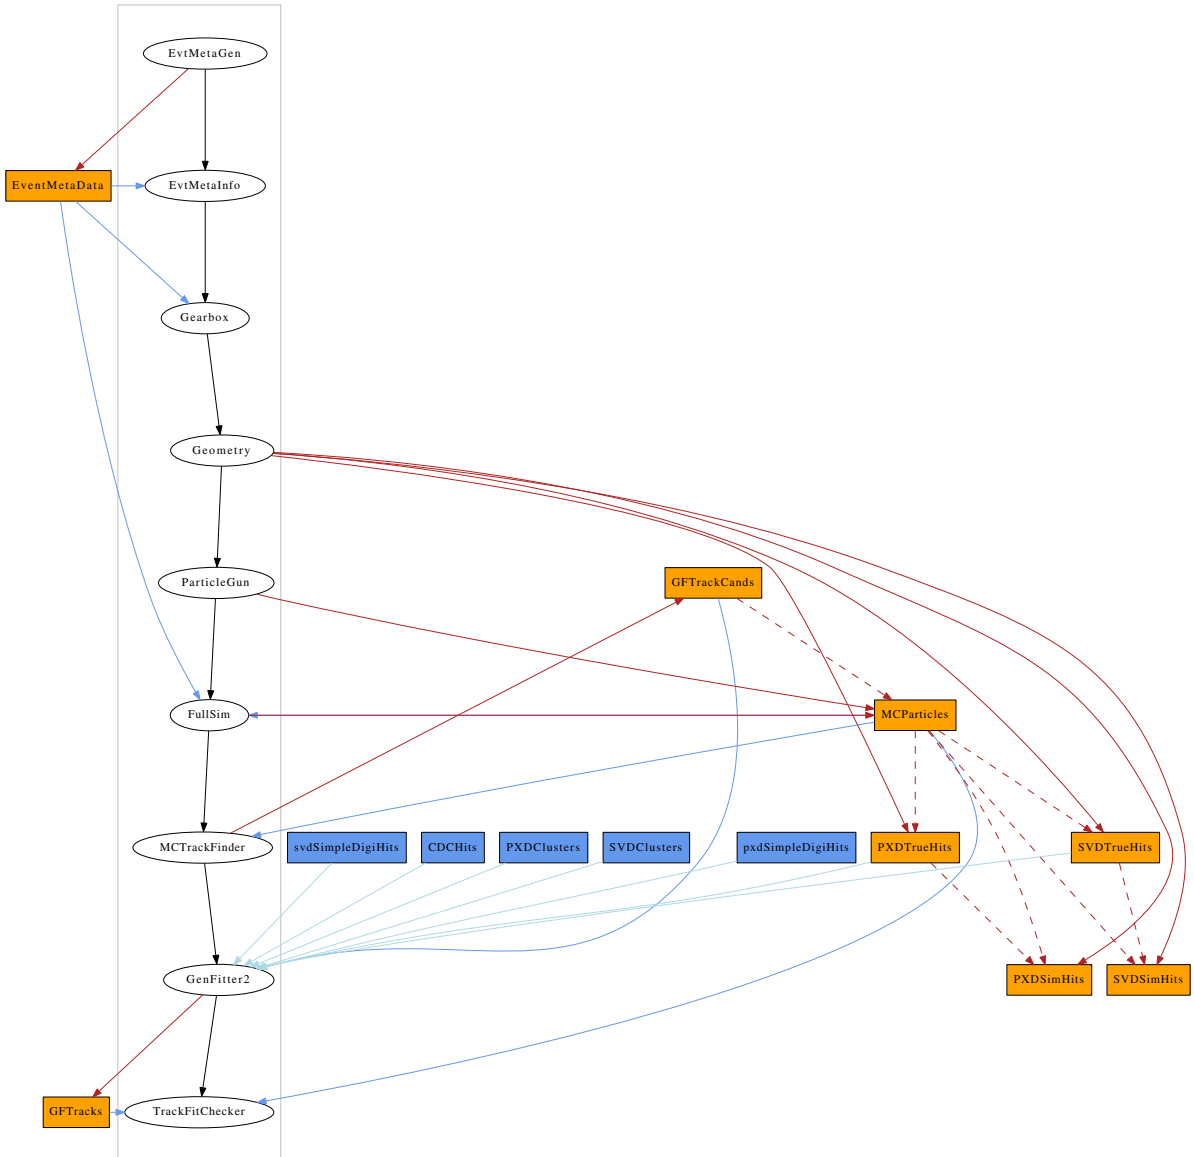 EvtMetaGen
EventMetaData
EvtMetaInfo
Gearbox
Geometry
ParticleGun
GFTrackCands
FullSim
MCParticles
MCTrackFinder
svdSimpleDigiHits
CDCHits
PXDClusters
SVDClusters
pxdSimpleDigiHits
PXDTrueHits
SVDTrueHits
GenFitter2
PXDSimHits
SVDSimHits
GFTracks
TrackFitChecker